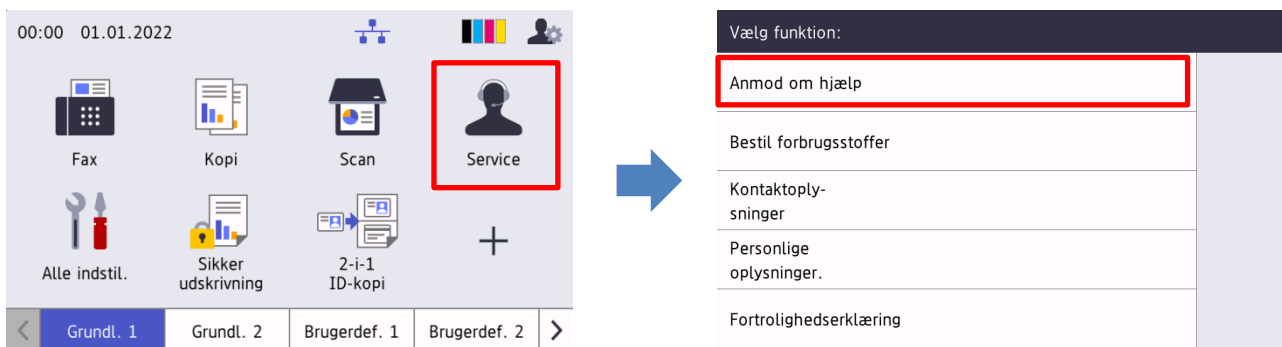 00:00 01.01.2022
Fax
Kopi
Scan
Service
Alle indstil.
Sikker
udskrivning
2-i-1
ID-kopi
Grundl. 1
Grundl. 2
Brugerdef. 1
Brugerdef. 2
Vælg funktion:
Anmod om hjælp
Bestil forbrugsstoffer
Kontaktoply-
sninger
Personlige
oplysninger.
Fortrolighedserklæring